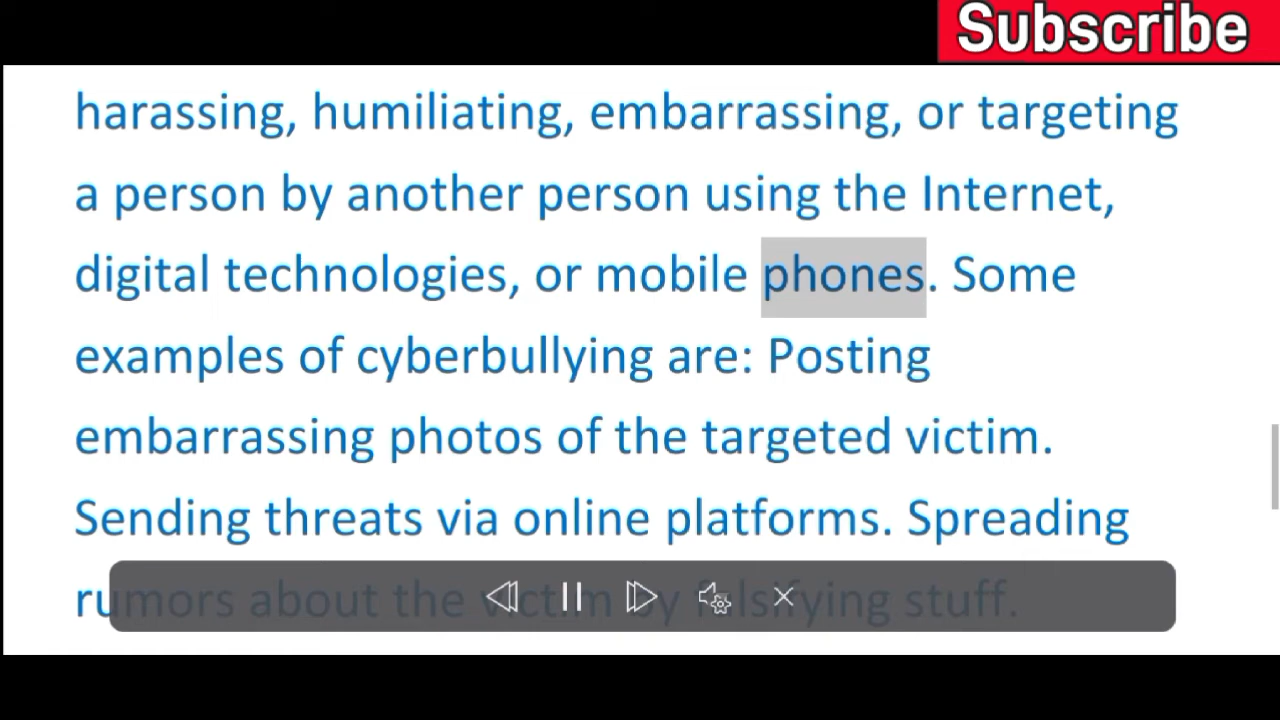 Subscribe
harassing, humiliating, embarrassing, or targeting
a person by another person using the Internet,
digital technologies, or mobile phones. Some
examples of cyberbullying are: Posting
embarrassing photos of the targeted victim.
Sending threats via online platforms. Spreading
rumors about the victim by falsifying stuff.